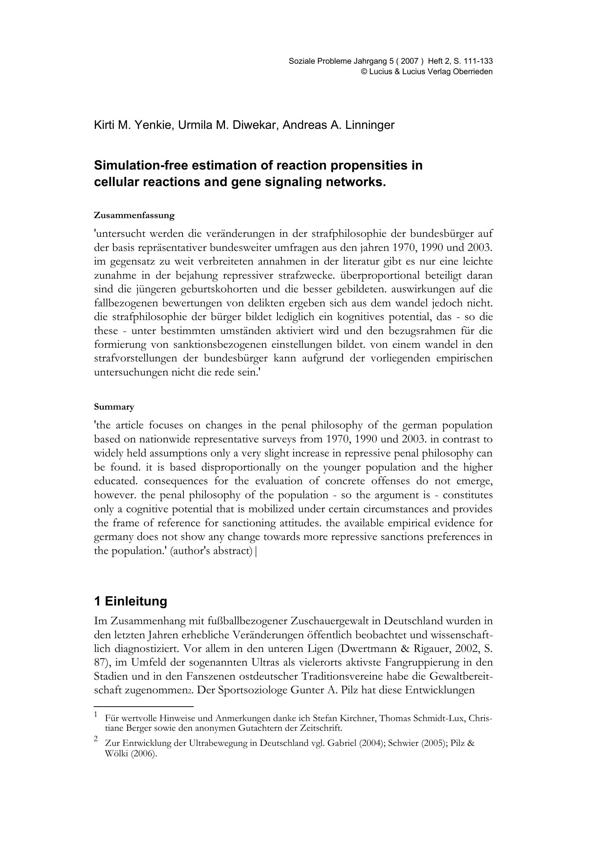 Soziale Probleme Jahrgang 5 ( 2007 ) Heft 2, S. 111-133
© Lucius & Lucius Verlag Oberrieden
Kirti M. Yenkie, Urmila M. Diwekar, Andreas A. Linninger
Simulation-free estimation of reaction propensities in
cellular reactions and gene signaling networks.
Zusammenfassung
'untersucht werden die veränderungen in der strafphilosophie der bundesbürger auf
der basis repräsentativer bundesweiter umfragen aus den jahren 1970, 1990 und 2003.
im gegensatz zu weit verbreiteten annahmen in der literatur gibt es nur eine leichte
zunahme in der bejahung repressiver strafzwecke. überproportional beteiligt daran
sind die jüngeren geburtskohorten und die besser gebildeten. auswirkungen auf die
fallbezogenen bewertungen von delikten ergeben sich aus dem wandel jedoch nicht.
die strafphilosophie der bürger bildet lediglich ein kognitives potential, das - so die
these - unter bestimmten umständen aktiviert wird und den bezugsrahmen für die
formierung von sanktionsbezogenen einstellungen bildet. von einem wandel in den
strafvorstellungen der bundesbürger kann aufgrund der vorliegenden empirischen
untersuchungen nicht die rede sein.'
Summary
'the article focuses on changes in the penal philosophy of the german population
based on nationwide representative surveys from 1970, 1990 und 2003. in contrast to
widely held assumptions only a very slight increase in repressive penal philosophy can
be found. it is based disproportionally on the younger population and the higher
educated. consequences for the evaluation of concrete offenses do not emerge,
however. the penal philosophy of the population - so the argument is - constitutes
only a cognitive potential that is mobilized under certain circumstances and provides
the frame of reference for sanctioning attitudes. the available empirical evidence for
germany does not show any change towards more repressive sanctions preferences in
the population.' (author's abstract)|
1 Einleitung
Im Zusammenhang mit fußballbezogener Zuschauergewalt in Deutschland wurden in
den letzten Jahren erhebliche Veränderungen öffentlich beobachtet und wissenschaft-
lich diagnostiziert. Vor allem in den unteren Ligen (Dwertmann & Rigauer, 2002, S.
87), im Umfeld der sogenannten Ultras als vielerorts aktivste Fangruppierung in den
Stadien und in den Fanszenen ostdeutscher Traditionsvereine habe die Gewaltbereit-
schaft zugenommen2. Der Sportsoziologe Gunter A. Pilz hat diese Entwicklungen
1 Für wertvolle Hinweise und Anmerkungen danke ich Stefan Kirchner, Thomas Schmidt-Lux, Chris-
tiane Berger sowie den anonymen Gutachtern der Zeitschrift.
2 Zur Entwicklung der Ultrabewegung in Deutschland vgl. Gabriel (2004); Schwier (2005); Pilz &
Wölki (2006).